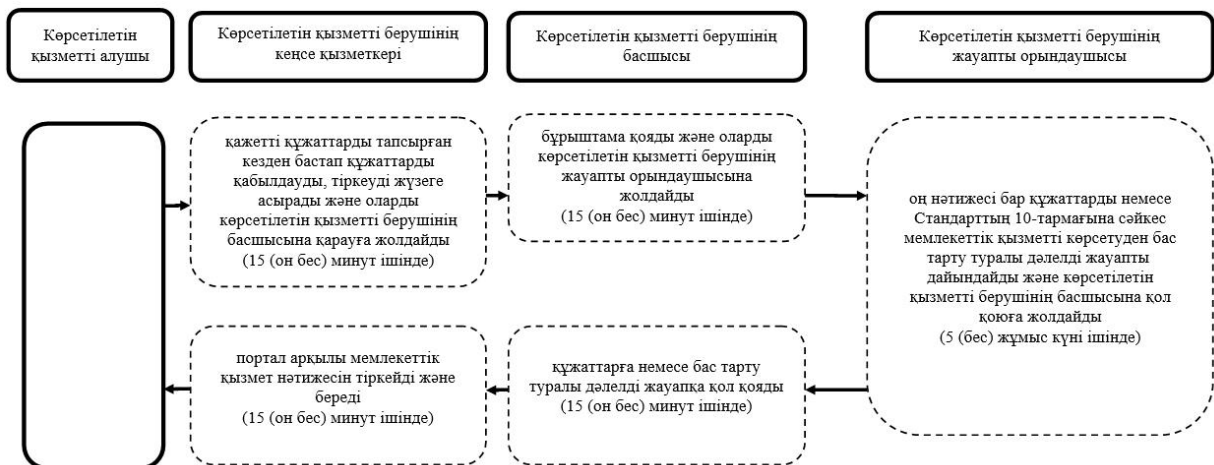 Көрсетілетін
қызметті алушы
Көрсетілетін қызметті берушінің
кеңсе қызметкері
Көрсетілетін қызметті берушінің
басшысы
Көрсетілетін қызметті берушінің
жауапты орындаушысы
қажетті құжаттарды тапсырған
кезден бастап құжаттарды
қабылдауды, тіркеуді жүзеге
асырады және оларды
көрсетілетін қызметті берушінің
басшысына қарауға жолдайды
(15 (он бес) минут ішінде)
бұрыштама қояды және оларды
көрсетілетін қызметті берушінің
жауапты орындаушысына
жолдайды
(15 (он бес) минут ішінде)
оң нәтижесі бар құжаттарды немесе
Стандарттың 10-тармағына сәйкес
мемлекеттік қызметті көрсетуден бас
тарту туралы дәлелді жауапты
дайындайды және көрсетілетін
қызметті берушінің басшысына қол
қоюға жолдайды
(5 (бес) жұмыс күні ішінде)
портал арқылы мемлекеттік
қызмет нәтижесін тіркейді және
береді
(15 (он бес) минут ішінде)
құжаттарға немесе бас тарту
туралы дәлелді жауапқа қол қояды
(15 (он бес) минут ішінде)